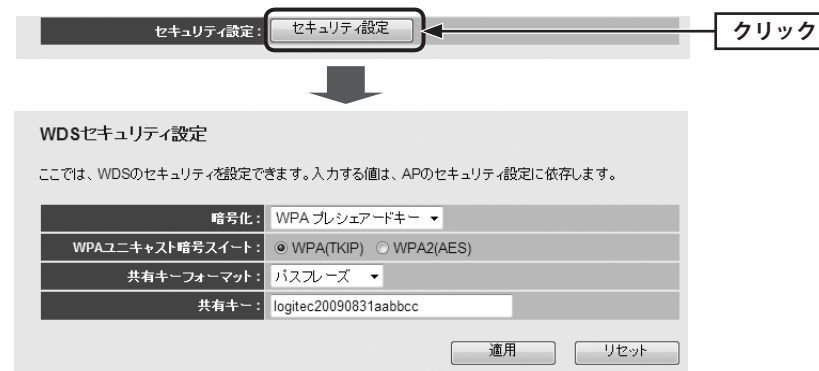 セキュリティ設定： セキュリティ設定 クリック
WDSセキュリティ設定
ここでは、WDSのセキュリティを設定できます。入力する値は、APのセキュリティ設定に依存します。
暗号化： WPA プレシェアードキー
WPAユニキャスト暗号スイート： WPA(TKIP) WPA2(AES)
共有キーフォーマット： パスフレーズ
共有キー： logitec20090831aabbcc
適用 リセット